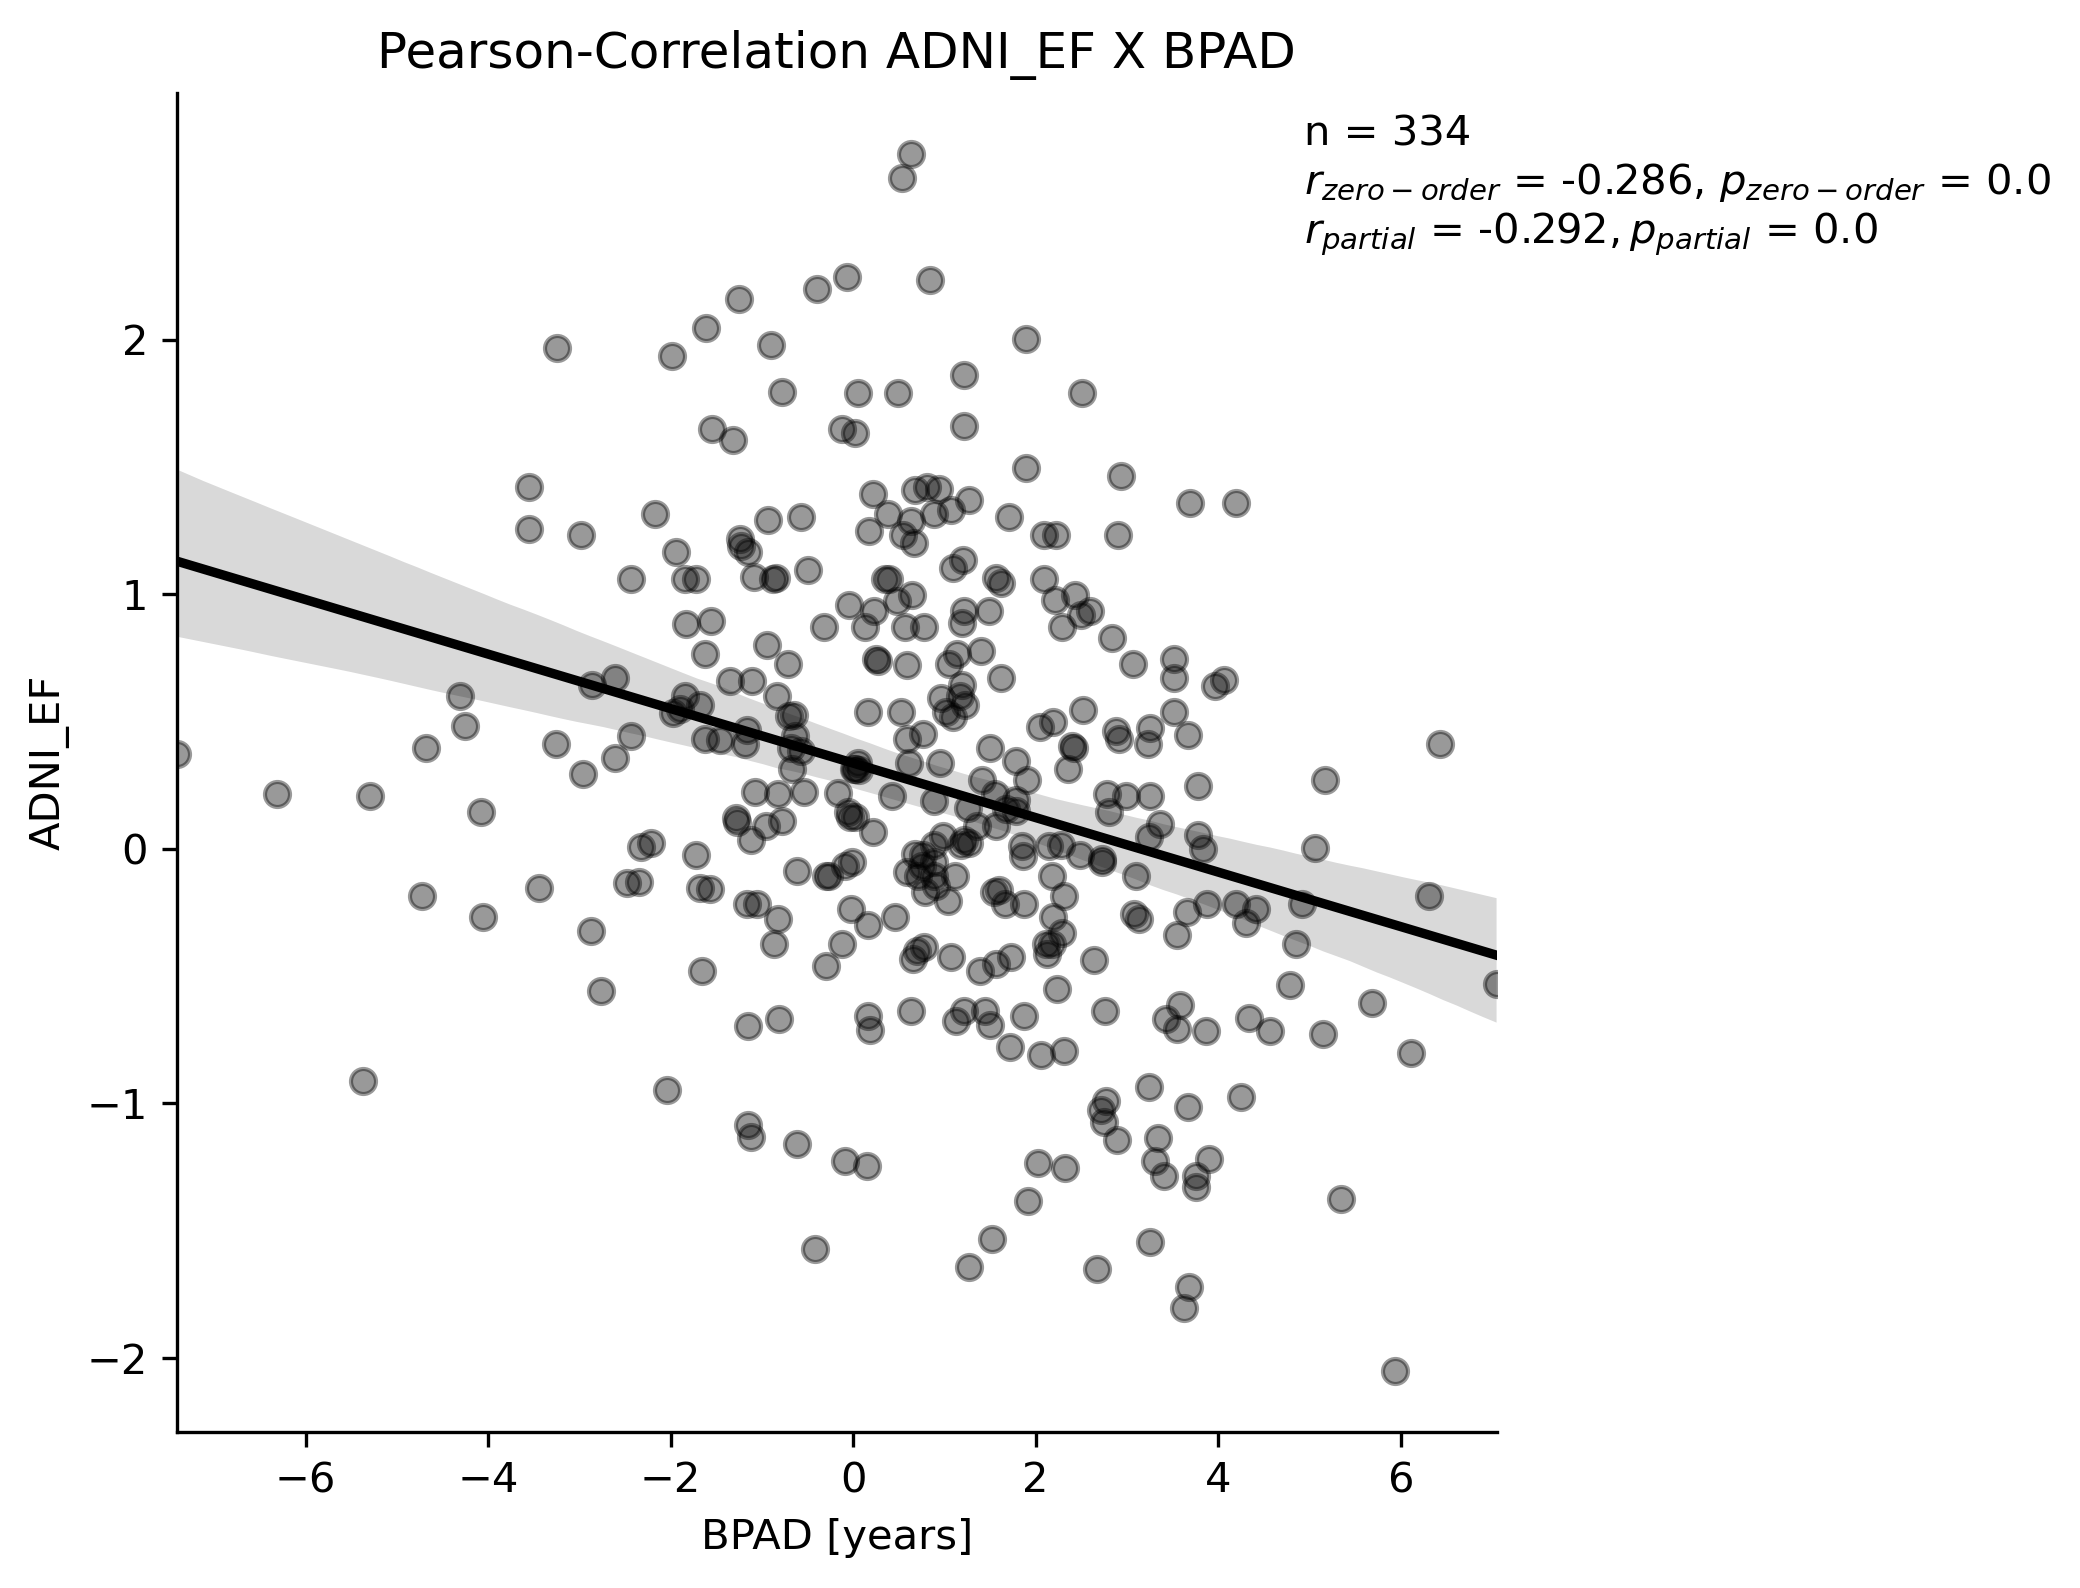 Pearson-Correlation ADNI_EF X BPAD
n = 334
r_zero−order = -0.286, p_zero−order = 0.0
r_partial = -0.292, p_partial = 0.0
ADNI_EF
2
1
0
−1
−2
−6 −4 −2 0 2 4 6
BPAD [years]